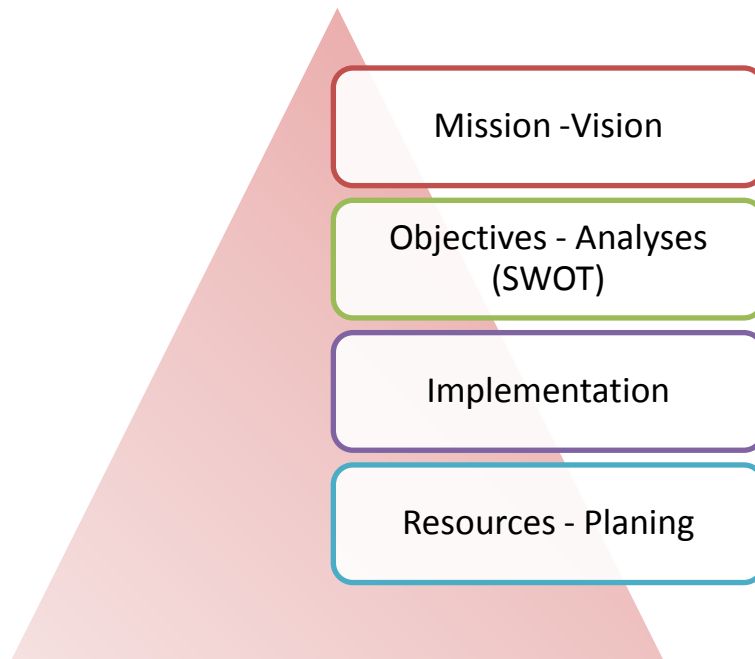 Mission -Vision
Objectives - Analyses
(SWOT)
Implementation
Resources - Planing